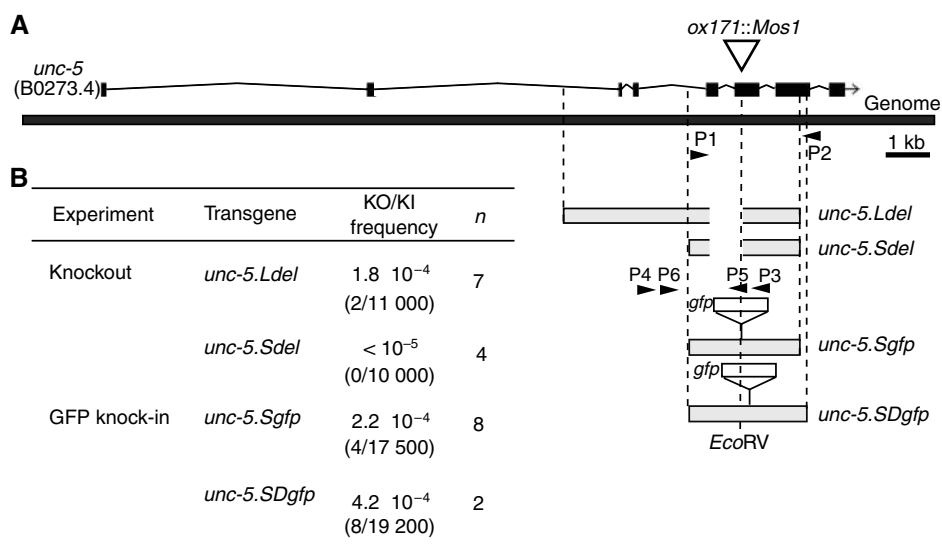 A
ox171::Mos1
unc-5
(B0273.4)
Genome
P1
P2
1 kb
B
Experiment Transgene KO/KI frequency n
Knockout unc-5.Ldel 1.8 10⁻⁴ 7
(2/11 000)
unc-5.Sdel < 10⁻⁵ 4
(0/10 000)
GFP knock-in unc-5.Sgfp 2.2 10⁻⁴ 8
(4/17 500)
unc-5.SDgfp 4.2 10⁻⁴ 2
(8/19 200)
unc-5.Ldel
unc-5.Sdel
P4 P6 P5 P3
gfp
unc-5.Sgfp
gfp
unc-5.SDgfp
EcoRV